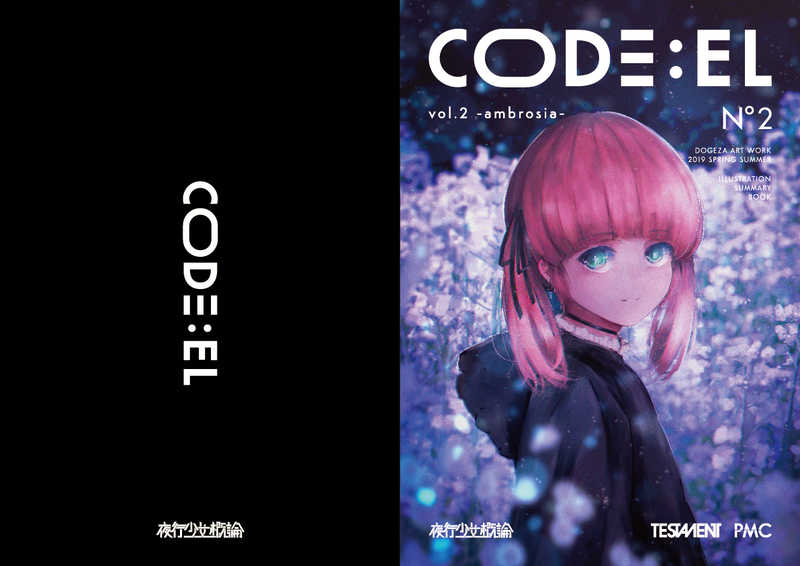 CODE:EL
夜行少女概論
CODE:EL
vol.2 -ambrosia-
Nº2
DOGEZA ART WORK
2019 SPRING SUMMER
ILLUSTRATION
SUMMARY
BOOK
夜行少女概論
TESTAMENT PMC